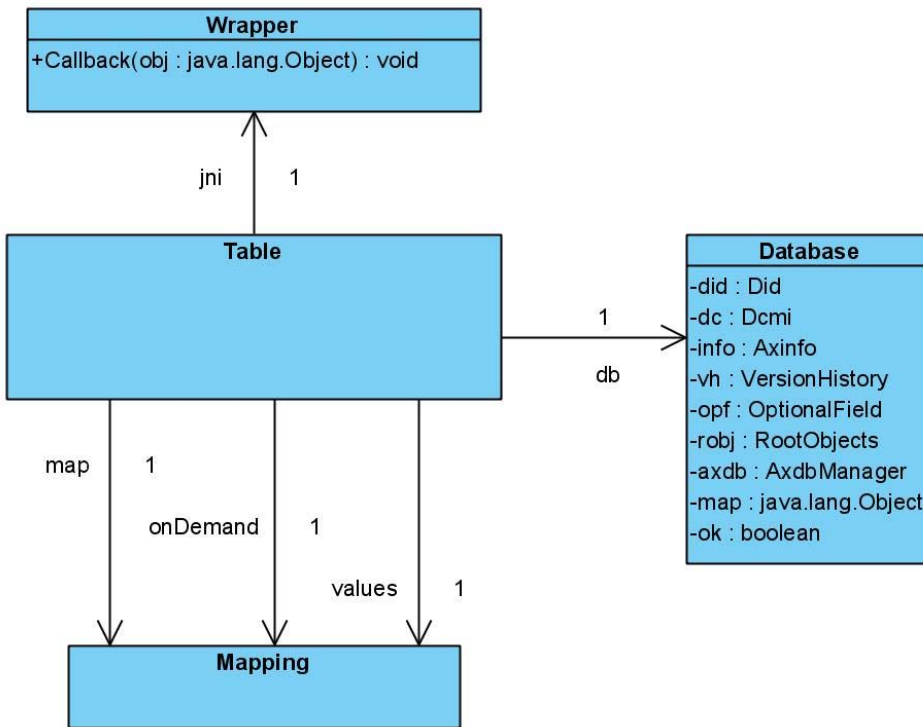 Wrapper
+Callback(obj : java.lang.Object) : void
jni 1
Table
Database
-did : Did
-dc : Dcmi
-info : Axinfo
-vh : VersionHistory
-opf : OptionalField
-robj : RootObjects
-axdb : AxdbManager
-map : java.lang.Object
-ok : boolean
1
db
map 1
onDemand 1
values 1
Mapping